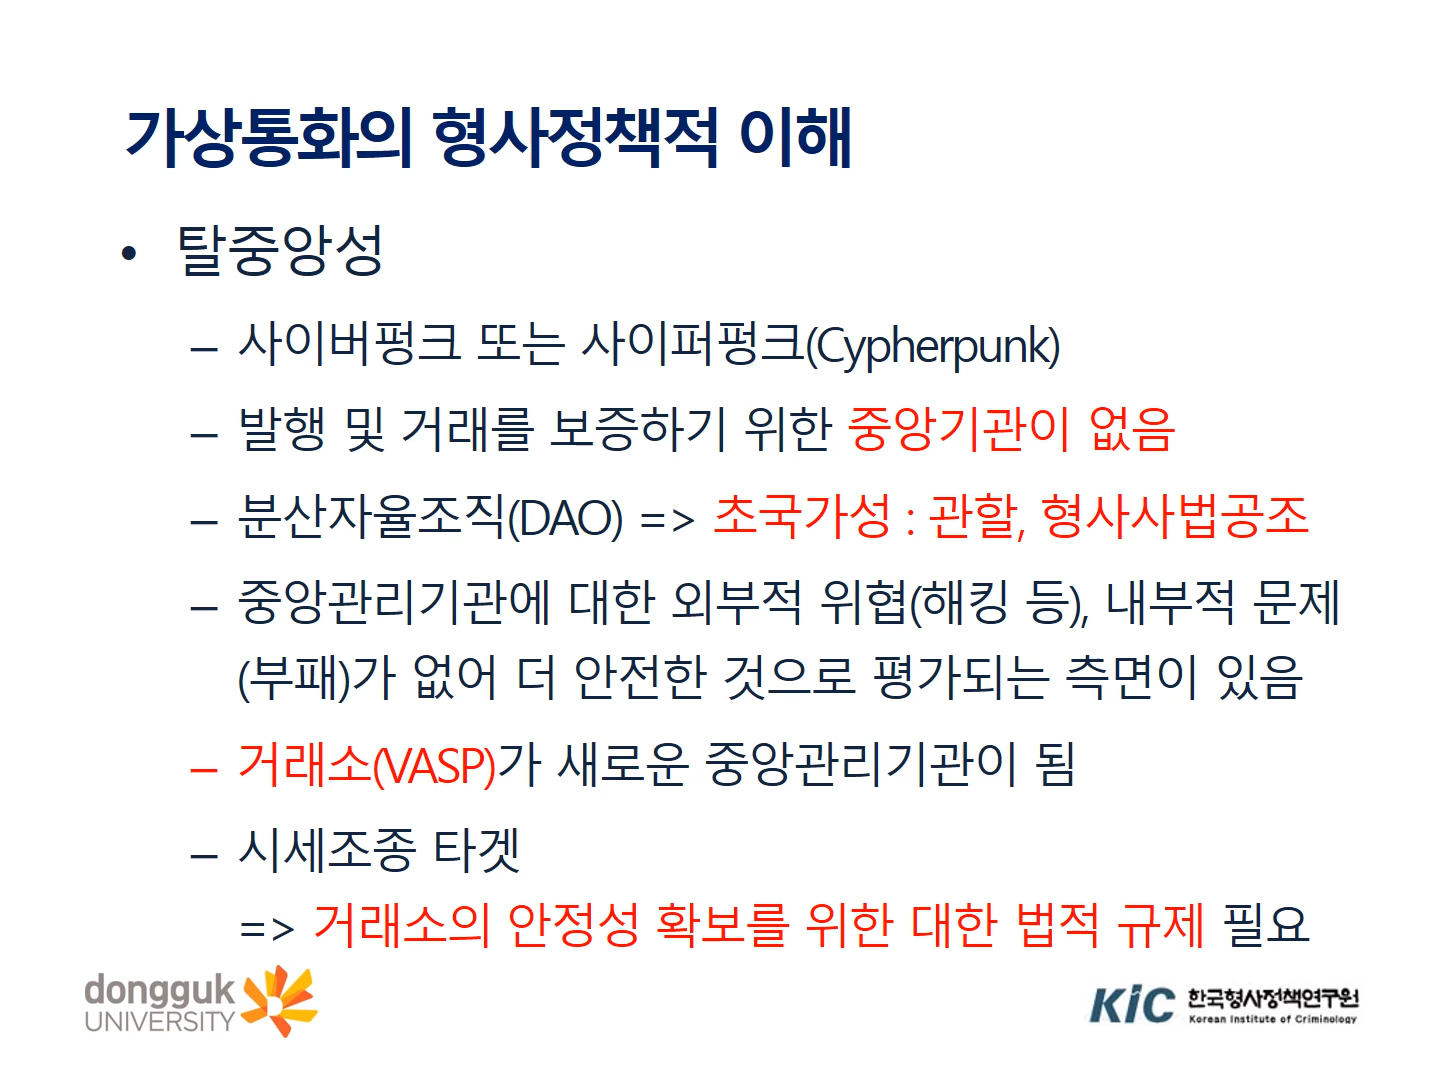 가상통화의 형사정책적 이해
• 탈중앙성
– 사이버펑크 또는 사이퍼펑크(Cypherpunk)
– 발행 및 거래를 보증하기 위한 중앙기관이 없음
– 분산자율조직(DAO) => 초국가성 : 관할, 형사사법공조
– 중앙관리기관에 대한 외부적 위협(해킹 등), 내부적 문제
(부패)가 없어 더 안전한 것으로 평가되는 측면이 있음
– 거래소(VASP)가 새로운 중앙관리기관이 됨
– 시세조종 타겟
=> 거래소의 안정성 확보를 위한 대한 법적 규제 필요
dongguk
UNIVERSITY
KiC 한국형사정책연구원
Korean Institute of Criminology